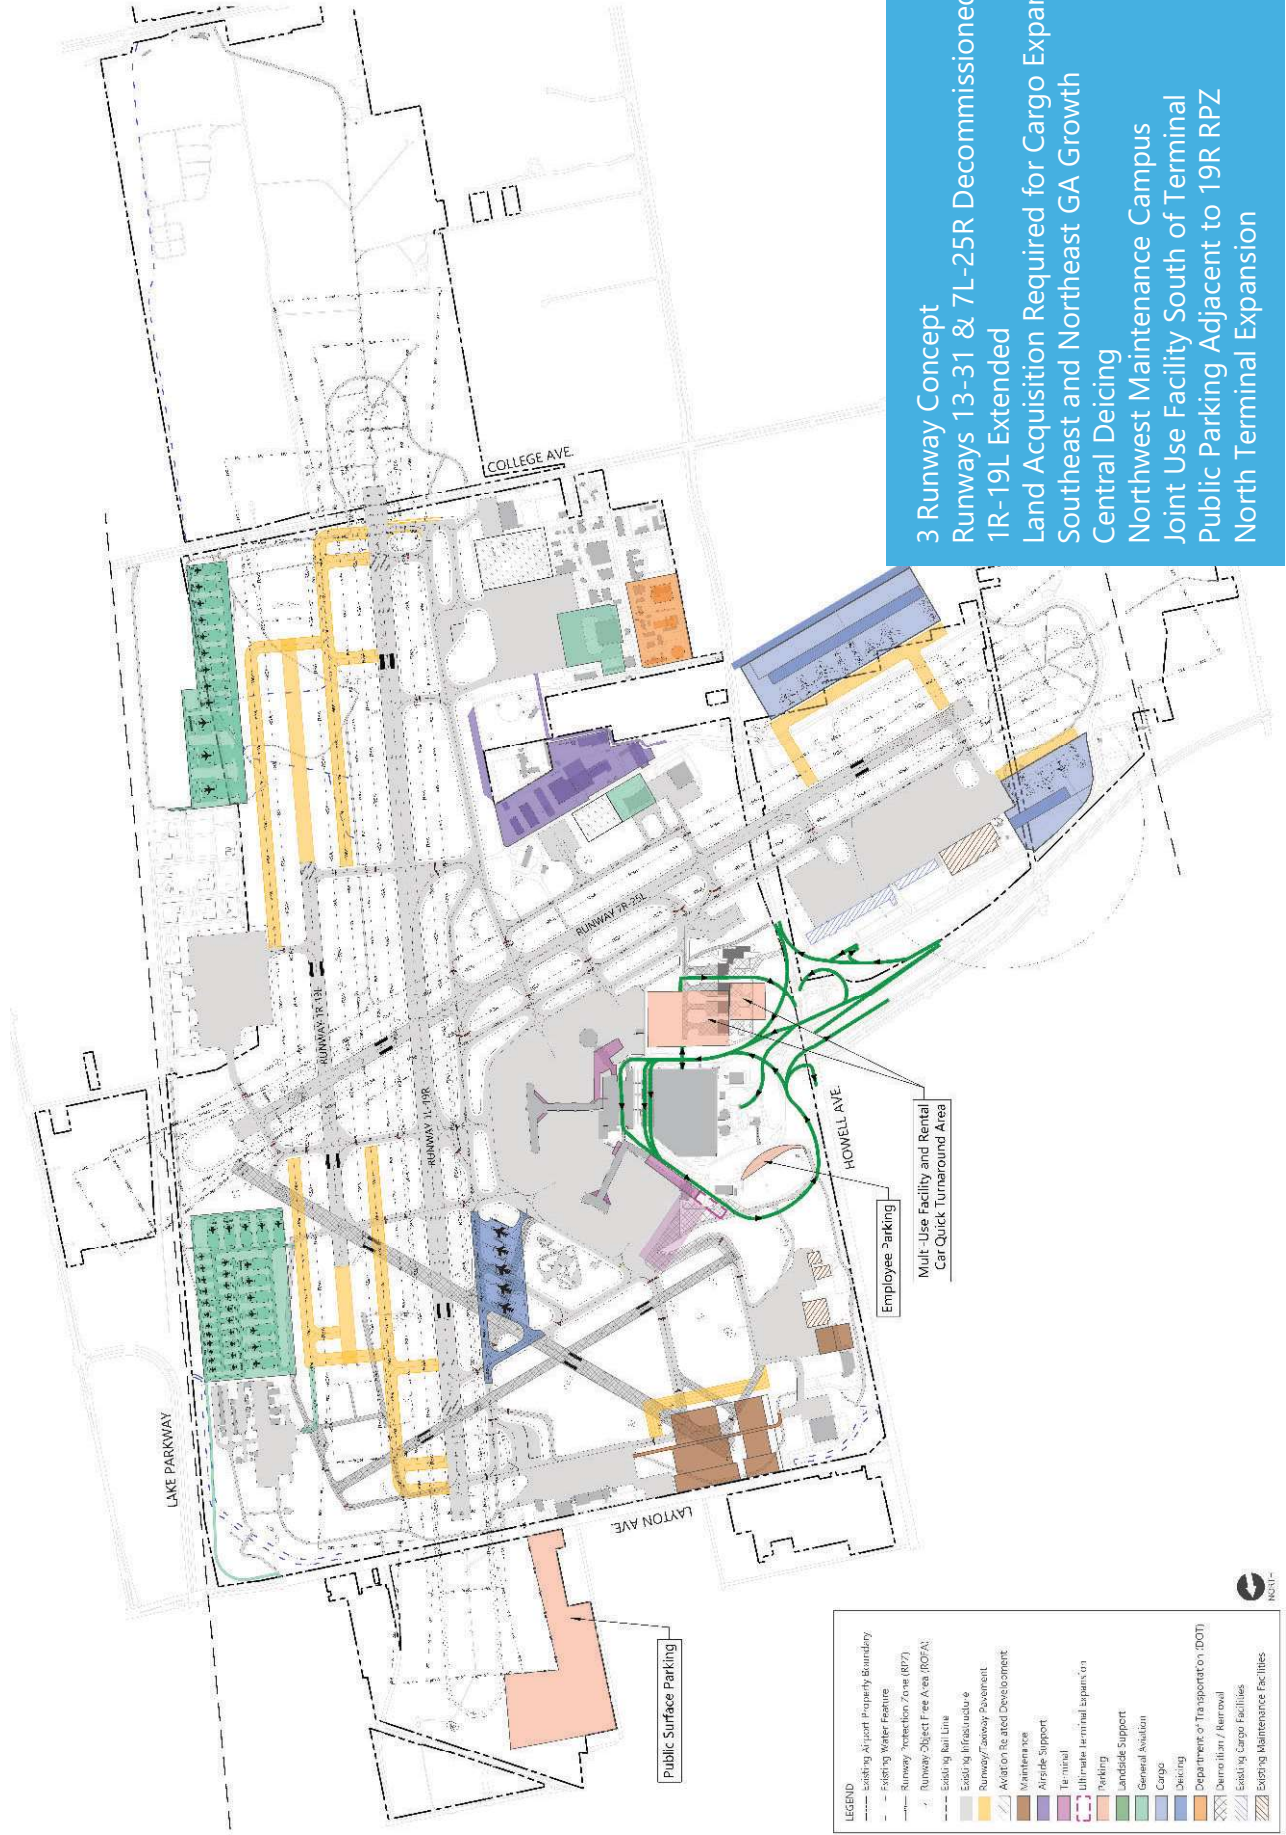 3 Runway Concept
Runways 13-31 & 7L-25R Decommissioned
1R-19L Extended
Land Acquisition Required for Cargo Expan
Southeast and Northeast GA Growth
Central Deicing
Northwest Maintenance Campus
Joint Use Facility South of Terminal
Public Parking Adjacent to 19R RPZ
North Terminal Expansion
COLLEGE AVE.
LAKE PARKWAY
RUNWAY 1R-19L
RUNWAY 1L-19R
RUNWAY 7R-25L
HOWELL AVE.
LAYTON AVE.
Employee Parking
Multi-Use Facility and Rental
Car Quick Turnaround Area
Public Surface Parking
LEGEND
Existing Airport Property Boundary
Existing Water Feature
Runway Protection Zone (RPZ)
Runway Object Free Area (ROFA)
Existing Rail Line
Existing Infrastructure
Runway/Taxiway Pavement
Aviation Related Development
Maintenance
Airside Support
Terminal
Ultimate Terminal Expansion
Parking
Landside Support
General Aviation
Cargo
Deicing
Department of Transportation (DOT)
Demolition / Removal
Existing Cargo Facilities
Existing Maintenance Facilities
NORTH